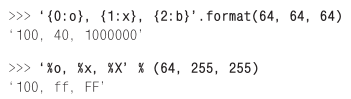 >>> '{0:o}, {1:x}, {2:b}'.format(64, 64, 64)
'100, 40, 1000000'
>>> '%o, %x, %X' % (64, 255, 255)
'100, ff, FF'